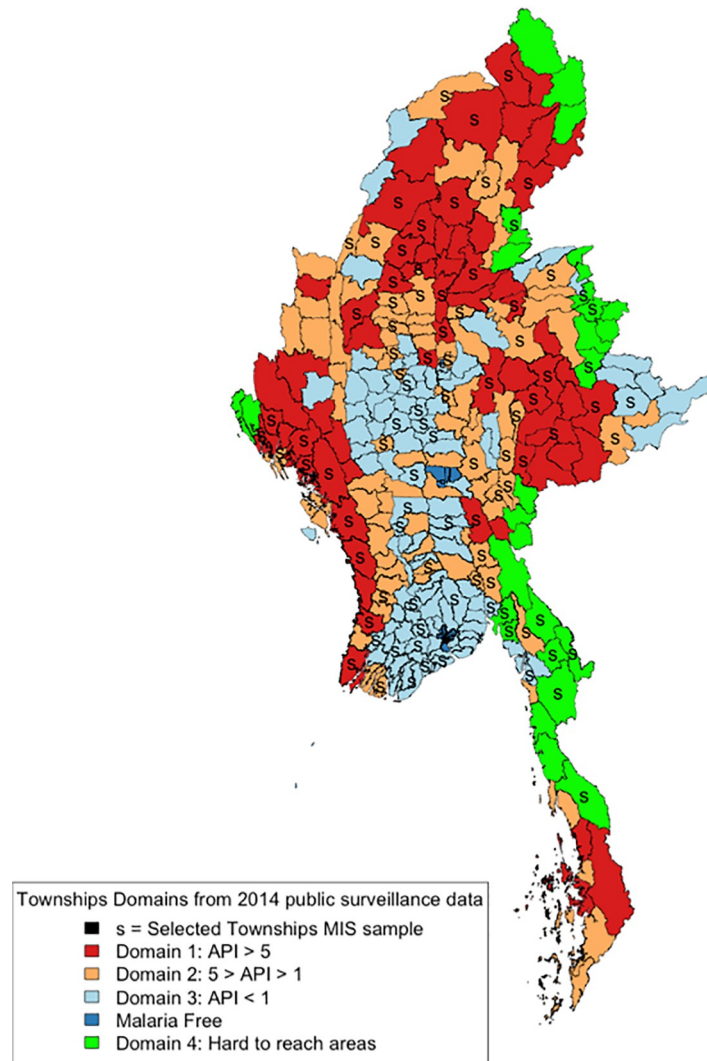 Townships Domains from 2014 public surveillance data
s = Selected Townships MIS sample
Domain 1: API > 5
Domain 2: 5 > API > 1
Domain 3: API < 1
Malaria Free
Domain 4: Hard to reach areas